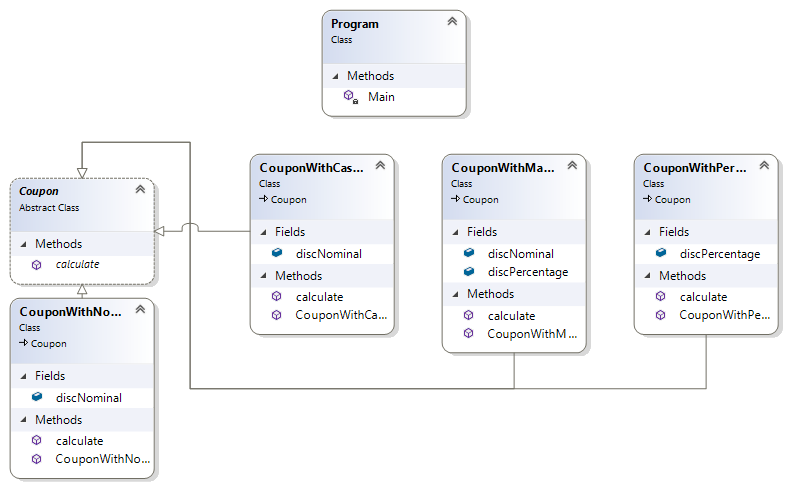 Program
Class
Methods
Main
Coupon
Abstract Class
Methods
calculate
CouponWithCas...
Class
Coupon
Fields
discNominal
Methods
calculate
CouponWithCa...
CouponWithMa...
Class
Coupon
Fields
discNominal
discPercentage
Methods
calculate
CouponWithM...
CouponWithPer...
Class
Coupon
Fields
discPercentage
Methods
calculate
CouponWithPe...
CouponWithNo...
Class
Coupon
Fields
discNominal
Methods
calculate
CouponWithNo...